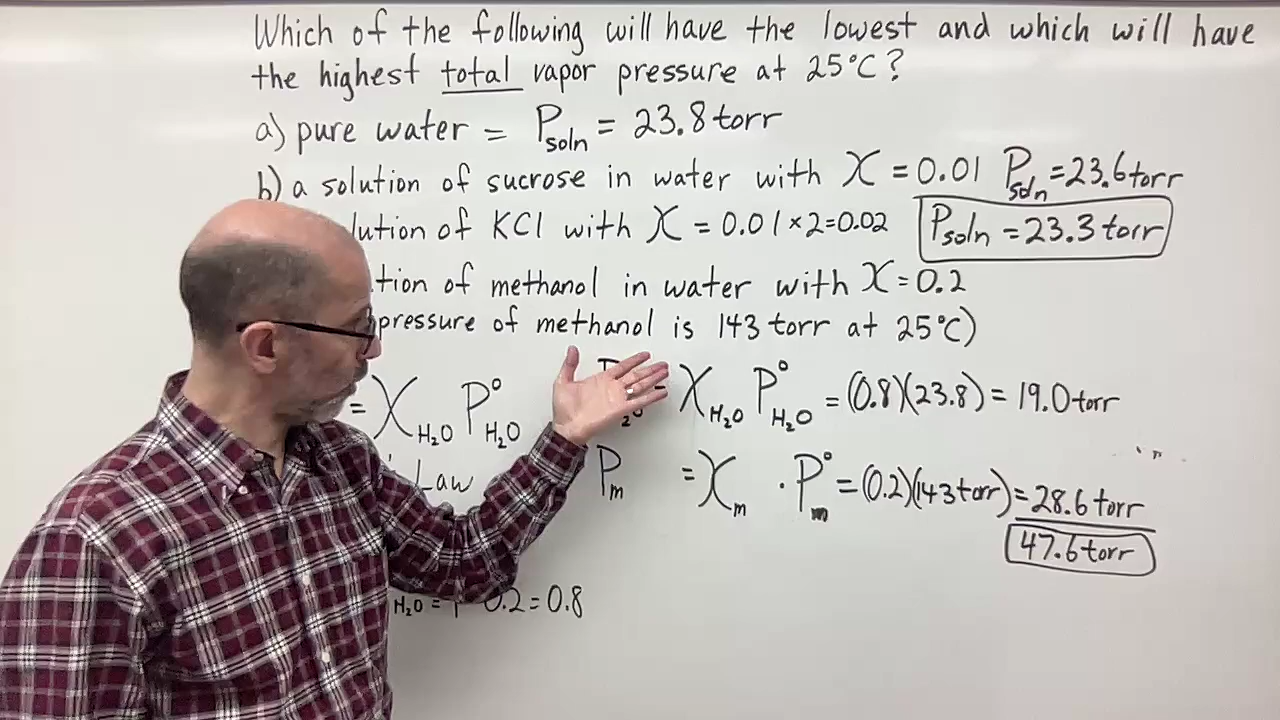 Which of the following will have the lowest and which will have
the highest total vapor pressure at 25°C?
a) pure water = Psoln = 23.8 torr
b) a solution of sucrose in water with X = 0.01 Psoln = 23.6 torr
lution of KCl with X = 0.01 × 2 = 0.02 Psoln = 23.3 torr
tion of methanol in water with X = 0.2
pressure of methanol is 143 torr at 25°C)
= X H₂O P° H₂O
P = X H₂O P° H₂O = (0.8)(23.8) = 19.0 torr
Law
Pm = Xm · P°m = (0.2)(143 torr) = 28.6 torr
47.6 torr
H₂O = 1 0.2 = 0.8